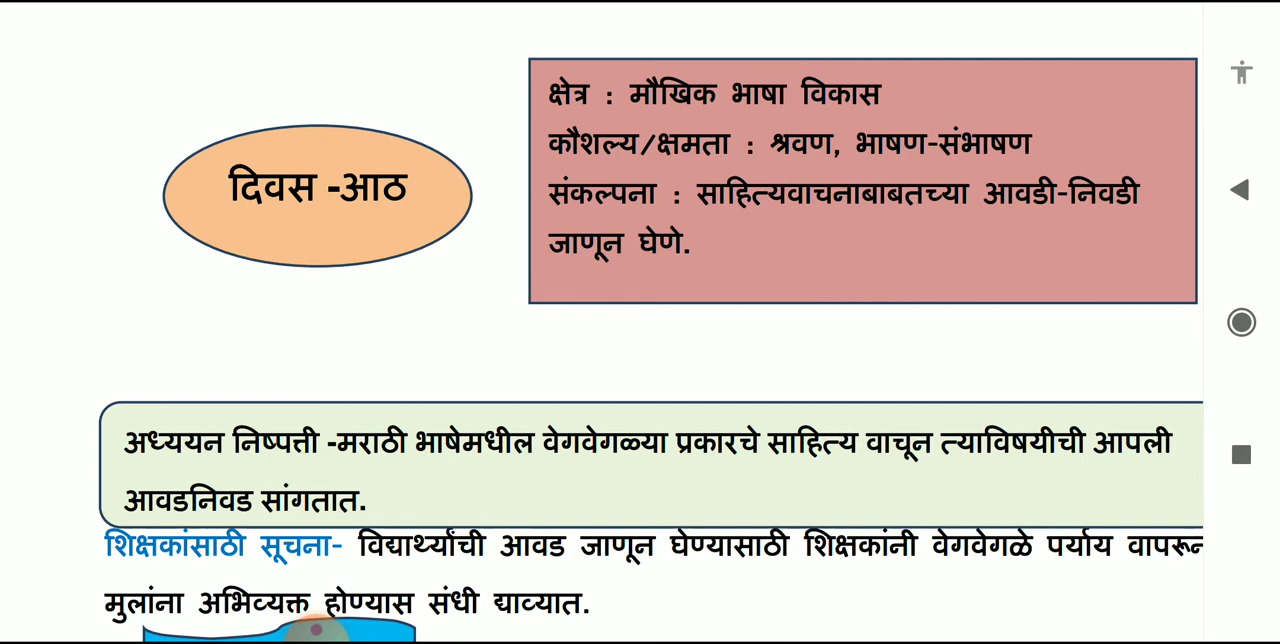 दिवस -आठ
क्षेत्र : मौखिक भाषा विकास
कौशल्य/क्षमता : श्रवण, भाषण-संभाषण
संकल्पना : साहित्यवाचनाबाबतच्या आवडी-निवडी
जाणून घेणे.
अध्ययन निष्पत्ती -मराठी भाषेमधील वेगवेगळ्या प्रकारचे साहित्य वाचून त्याविषयीची आपली
आवडनिवड सांगतात.
शिक्षकांसाठी सूचना- विद्यार्थ्यांची आवड जाणून घेण्यासाठी शिक्षकांनी वेगवेगळे पर्याय वापरून
मुलांना अभिव्यक्त होण्यास संधी द्याव्यात.